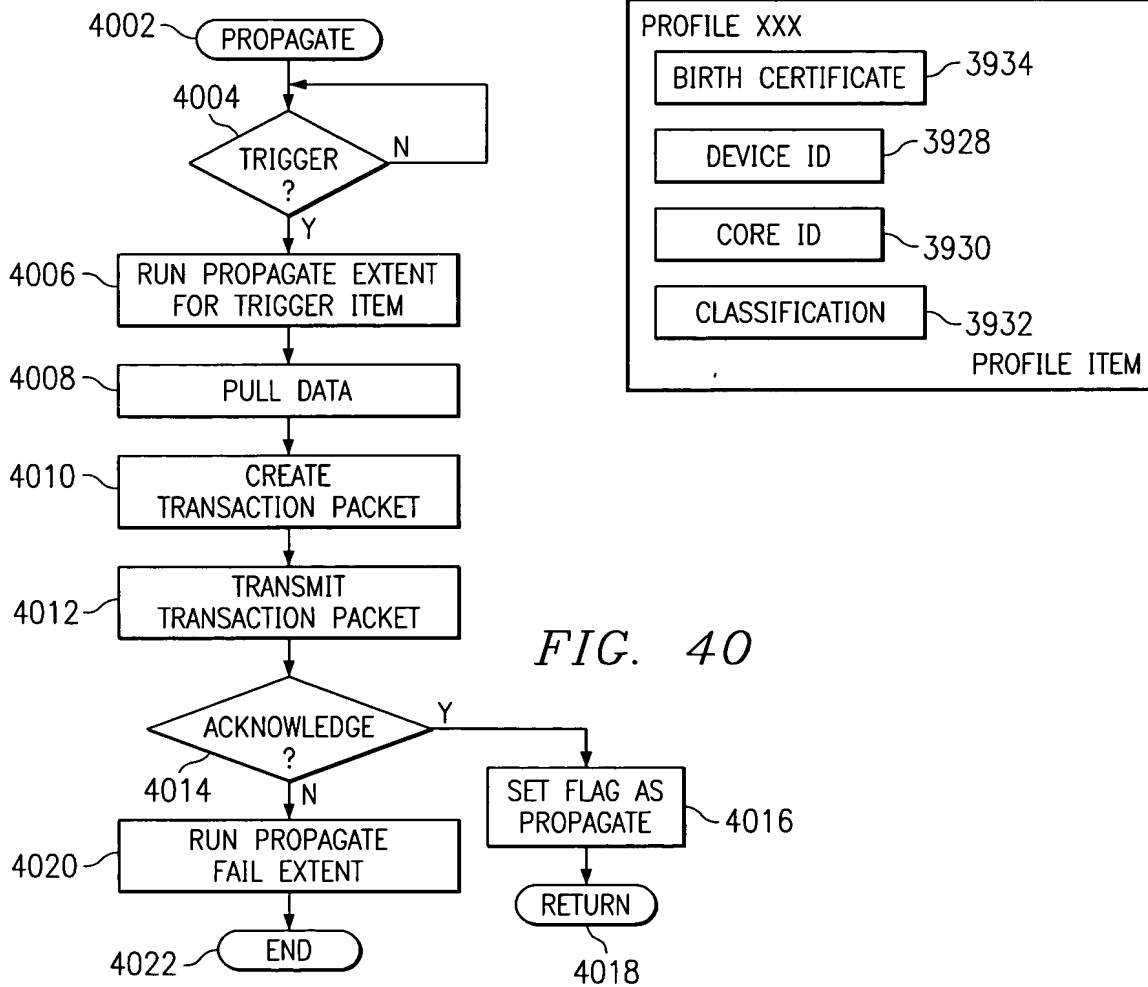 4002
PROPAGATE
4004
TRIGGER
?
N
Y
4006
RUN PROPAGATE EXTENT
FOR TRIGGER ITEM
4008
PULL DATA
4010
CREATE
TRANSACTION PACKET
4012
TRANSMIT
TRANSACTION PACKET
FIG. 40
ACKNOWLEDGE
?
Y
4014
N
SET FLAG AS
PROPAGATE
4016
4020
RUN PROPAGATE
FAIL EXTENT
RETURN
4018
4022
END
PROFILE XXX
BIRTH CERTIFICATE
3934
DEVICE ID
3928
CORE ID
3930
CLASSIFICATION
3932
PROFILE ITEM